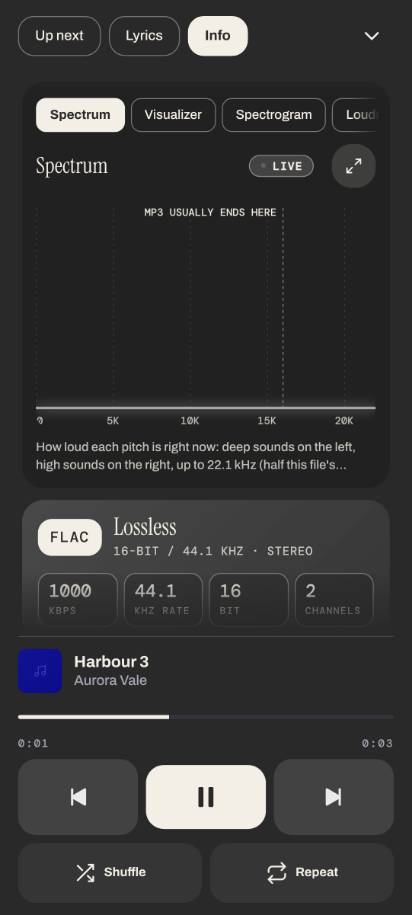 Up next
Lyrics
Info
Spectrum
Visualizer
Spectrogram
Spectrum
LIVE
MP3 USUALLY ENDS HERE
0 5K 10K 15K 20K
How loud each pitch is right now: deep sounds on the left,
high sounds on the right, up to 22.1 kHz (half this file's...
FLAC
Lossless
16-BIT / 44.1 KHZ · STEREO
1000 44.1 16 2
KBPS KHZ RATE BIT CHANNELS
Harbour 3
Aurora Vale
0:01 0:03
Shuffle
Repeat